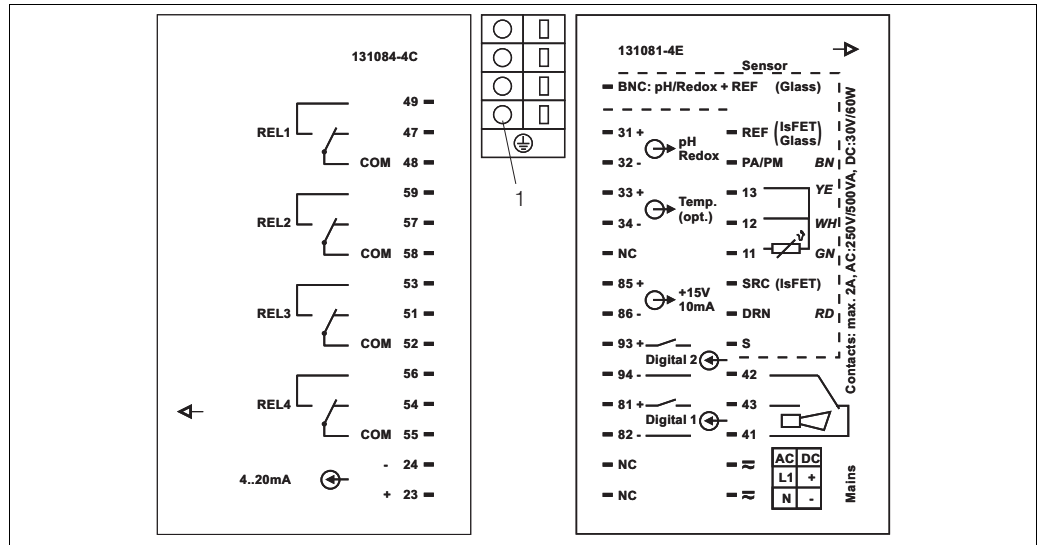 131084-4C
49
REL1 47
COM 48
59
REL2 57
COM 58
53
REL3 51
COM 52
56
REL4 54
COM 55
- 24
4..20mA
+ 23
1
131081-4E
Sensor
BNC: pH/Redox + REF (Glass)
31 + REF (IsFET Glass)
pH
Redox
32 - PA/PM BN
33 + 13 YE
Temp.
(opt.)
34 - 12 WH
NC 11 GN
ϑ
85 + SRC (IsFET)
+15V
10mA
86 - DRN RD
93 + S
Digital 2
94 - 42
81 + 43
Digital 1
82 - 41
NC AC DC
L1 +
NC N -
Contacts: max. 2A, AC:250V/500VA, DC:30V/60W
Mains